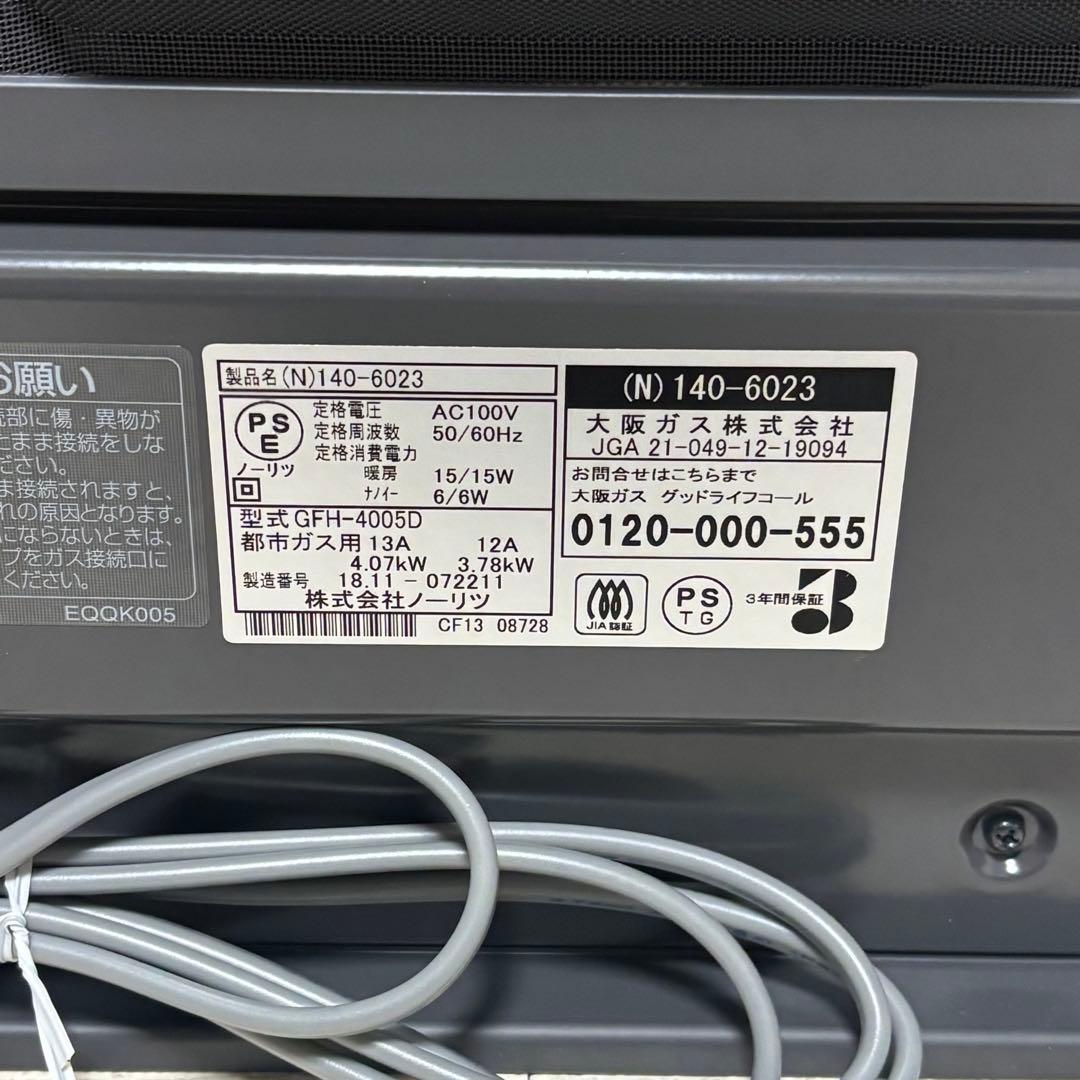 お願い
続部に傷・異物が
たまま接続をしな
ださい。
ま接続されますと、
れの原因となります。
にならないときは、
プをガス接続口に
ください。
EQQK005
製品名(N)140-6023
PS
E
ノーリツ
定格電圧 AC100V
定格周波数 50/60Hz
定格消費電力
暖房 15/15W
ナノイー 6/6W
型式 GFH-4005D
都市ガス用 13A 12A
4.07kW 3.78kW
製造番号 18.11-072211
株式会社ノーリツ
CF13 08728
(N)140-6023
大阪ガス株式会社
JGA 21-049-12-19094
お問合せはこちらまで
大阪ガス グッドライフコール
0120-000-555
JIA 認証
PS
TG
3年間保証
3